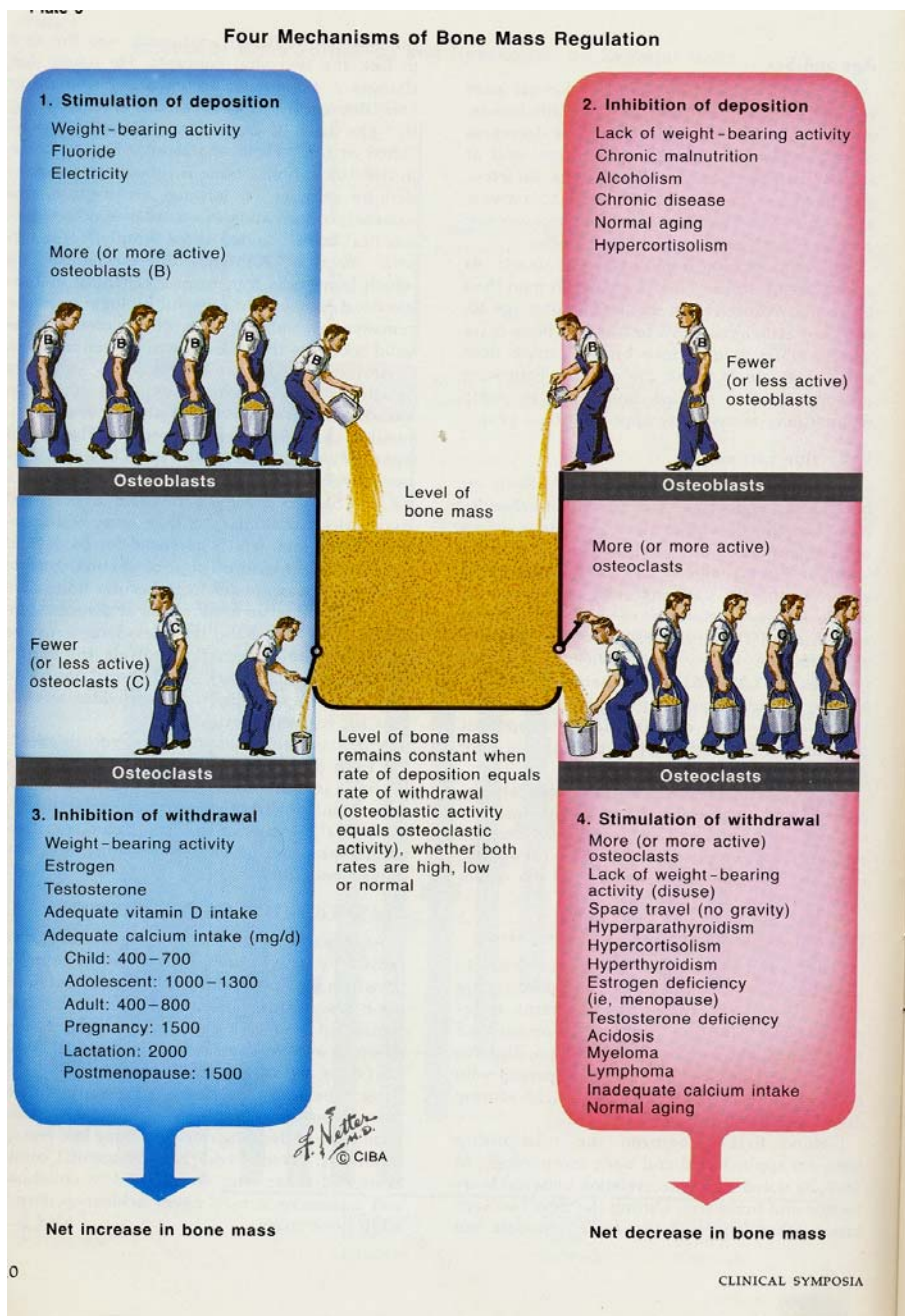 Four Mechanisms of Bone Mass Regulation
1. Stimulation of deposition
Weight-bearing activity
Fluoride
Electricity
More (or more active)
osteoblasts (B)
B
B
B
B
B
Osteoblasts
2. Inhibition of deposition
Lack of weight-bearing activity
Chronic malnutrition
Alcoholism
Chronic disease
Normal aging
Hypercortisolism
B
B
Fewer
(or less active)
osteoblasts
Osteoblasts
Level of
bone mass
Fewer
(or less active)
osteoclasts (C)
C
C
Osteoclasts
More (or more active)
osteoclasts
C
C
C
C
C
Osteoclasts
Level of bone mass
remains constant when
rate of deposition equals
rate of withdrawal
(osteoblastic activity
equals osteoclastic
activity), whether both
rates are high, low
or normal
3. Inhibition of withdrawal
Weight-bearing activity
Estrogen
Testosterone
Adequate vitamin D intake
Adequate calcium intake (mg/d)
Child: 400–700
Adolescent: 1000–1300
Adult: 400–800
Pregnancy: 1500
Lactation: 2000
Postmenopause: 1500
4. Stimulation of withdrawal
More (or more active)
osteoclasts
Lack of weight-bearing
activity (disuse)
Space travel (no gravity)
Hyperparathyroidism
Hypercortisolism
Hyperthyroidism
Estrogen deficiency
(ie, menopause)
Testosterone deficiency
Acidosis
Myeloma
Lymphoma
Inadequate calcium intake
Normal aging
F. Netter
M.D.
© CIBA
Net increase in bone mass
Net decrease in bone mass
0
CLINICAL SYMPOSIA